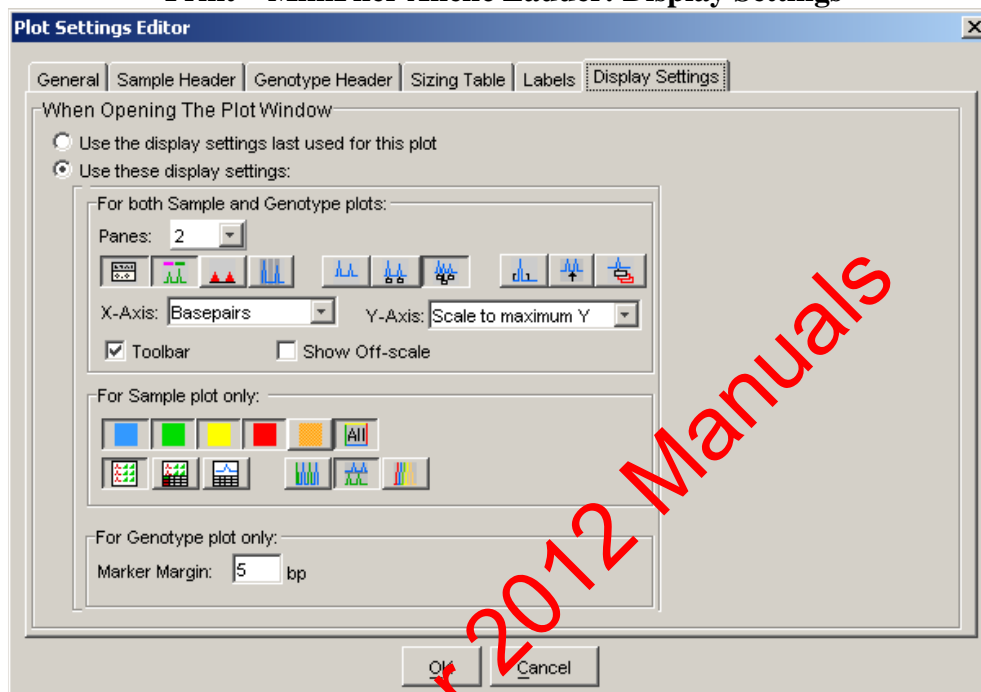 Plot Settings Editor
General Sample Header Genotype Header Sizing Table Labels Display Settings
When Opening The Plot Window
Use the display settings last used for this plot
Use these display settings:
For both Sample and Genotype plots:
Panes: 2
X-Axis: Basepairs Y-Axis: Scale to maximum Y
Toolbar Show Off-scale
For Sample plot only:
All
For Genotype plot only:
Marker Margin: 5 bp
OK Cancel
2012 Manuals